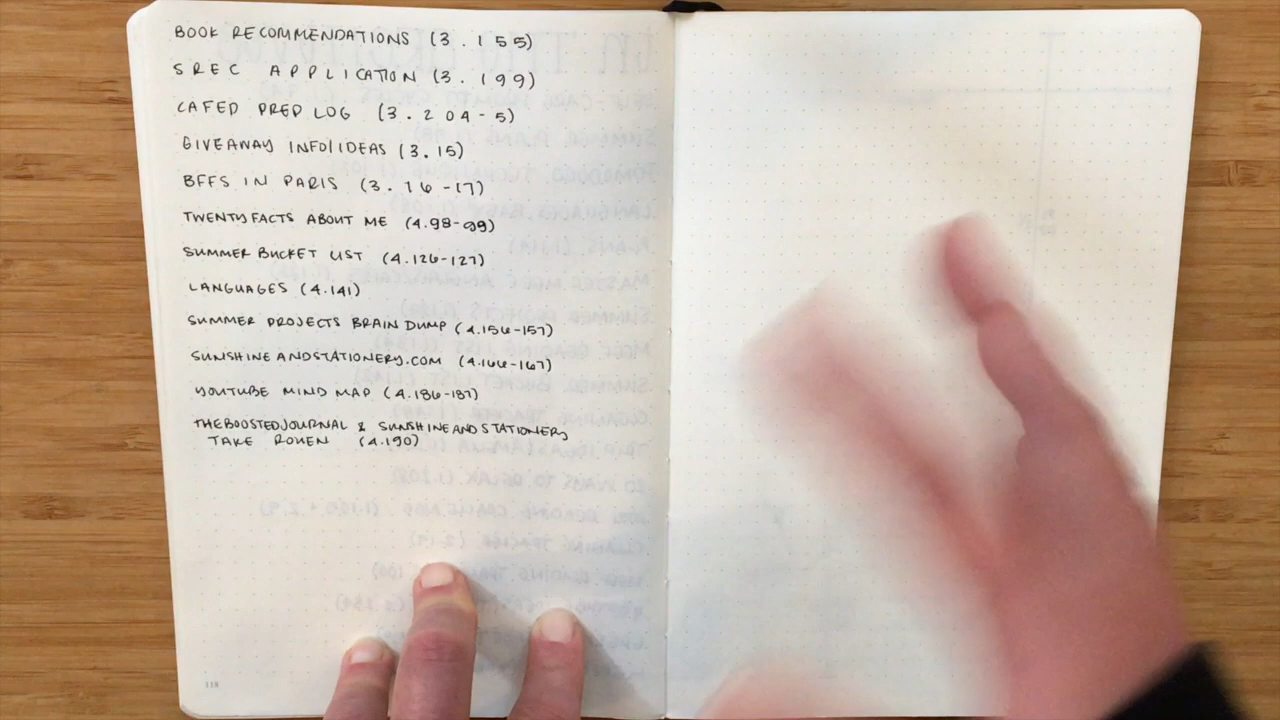 BOOK RECOMMENDATIONS (3.155)
SREC APPLICATION (3.199)
CAFED PRED LOG (3.204-5)
GIVEAWAY INFO/IDEAS (3.15)
BFFS IN PARIS (3.16-17)
TWENTY FACTS ABOUT ME (4.98-99)
SUMMER BUCKET LIST (4.126-127)
LANGUAGES (4.141)
SUMMER PROJECTS BRAIN DUMP (4.156-157)
SUNSHINEANDSTATIONERY.COM (4.166-167)
YOUTUBE MIND MAP (4.186-187)
THEBOOSTEDJOURNAL & SUNSHINEANDSTATIONERY
TAKE ROUEN (4.190)
118